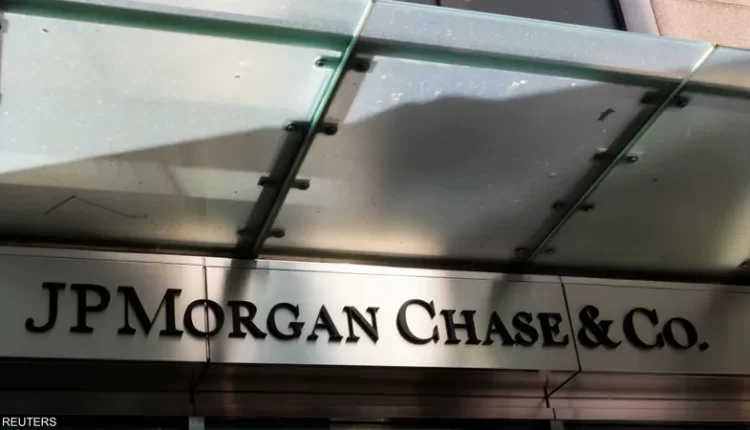 JPMORGAN CHASE & CO.
REUTERS